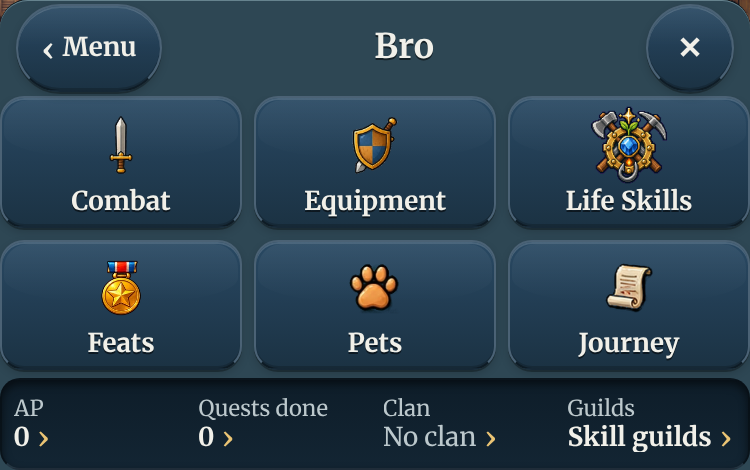 ‹ Menu
Bro
×
Combat
Equipment
Life Skills
Feats
Pets
Journey
AP
Quests done
Clan
Guilds
0 ›
0 ›
No clan ›
Skill guilds ›